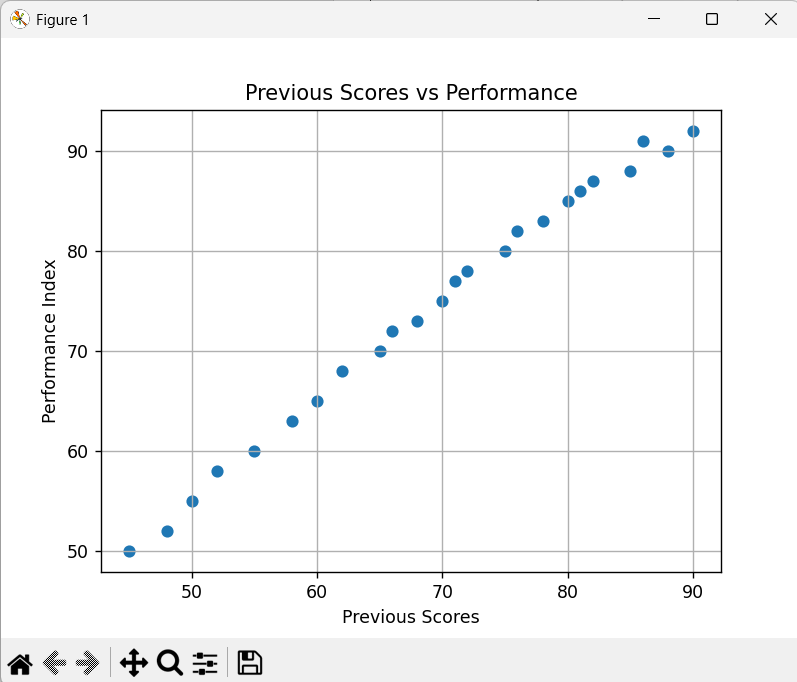 Figure 1
Previous Scores vs Performance
Performance Index
90
80
70
60
50
50 60 70 80 90
Previous Scores